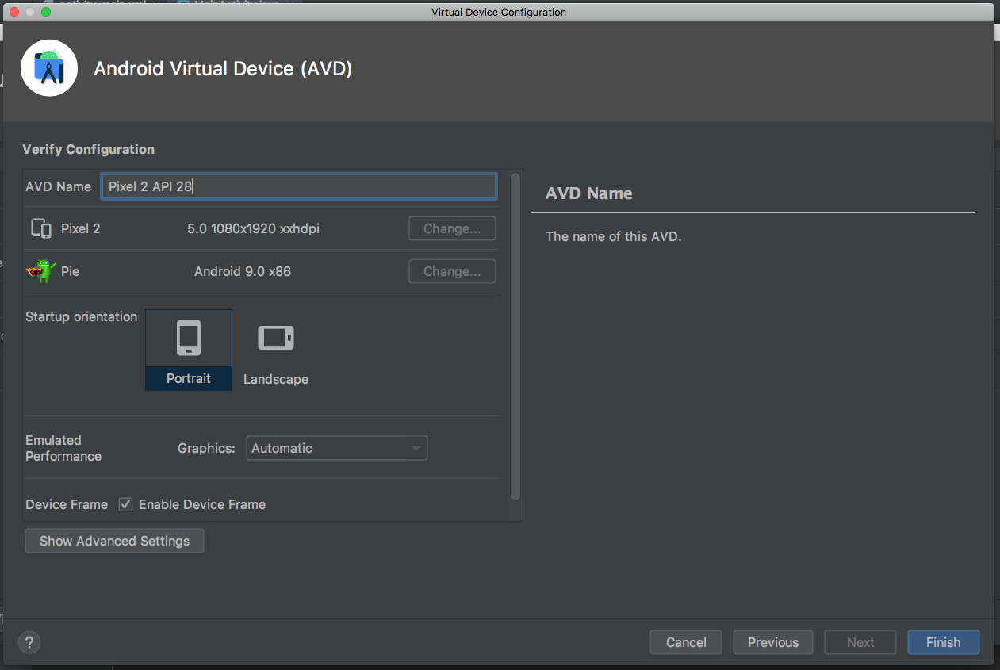 Virtual Device Configuration
Android Virtual Device (AVD)
Verify Configuration
AVD Name Pixel 2 API 28
Pixel 2 5.0 1080x1920 xxhdpi Change...
Pie Android 9.0 x86 Change...
Startup orientation
Portrait Landscape
Emulated
Performance
Graphics: Automatic
Device Frame Enable Device Frame
Show Advanced Settings
AVD Name
The name of this AVD.
? Cancel Previous Next Finish